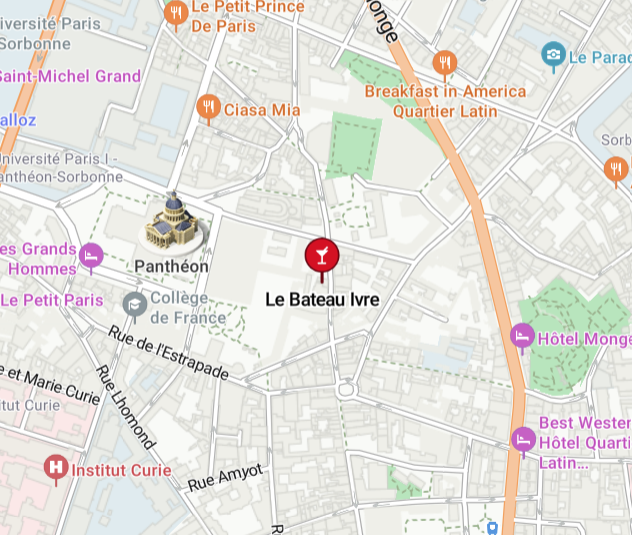 Le Petit Prince
De Paris
iversité Paris
Sorbonne
onge
Saint-Michel Grand
alloz
Le Parad
Breakfast in America
Quartier Latin
Ciasa Mia
Sorb
Université Paris I -
anthéon-Sorbonne
es Grands
Hommes
Panthéon
Le Petit Paris
Collège
de France
Le Bateau Ivre
Rue de l'Estrapade
Hôtel Monge
e et Marie Curie
itut Curie
Rue Lhomond
Best Wester
Hôtel Quarti
Latin...
Institut Curie
Rue Amyot
R